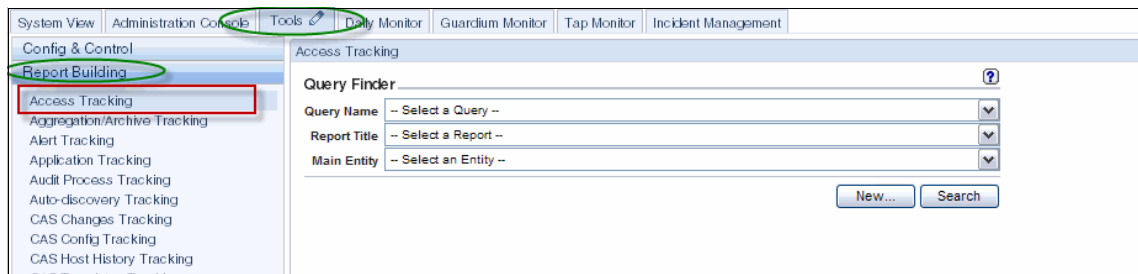 System View Administration Console Tools Daily Monitor Guardium Monitor Tap Monitor Incident Management
Config & Control
Report Building
Access Tracking
Aggregation/Archive Tracking
Alert Tracking
Application Tracking
Audit Process Tracking
Auto-discovery Tracking
CAS Changes Tracking
CAS Config Tracking
CAS Host History Tracking
Access Tracking
Query Finder ?
Query Name -- Select a Query --
Report Title -- Select a Report --
Main Entity -- Select an Entity --
New... Search